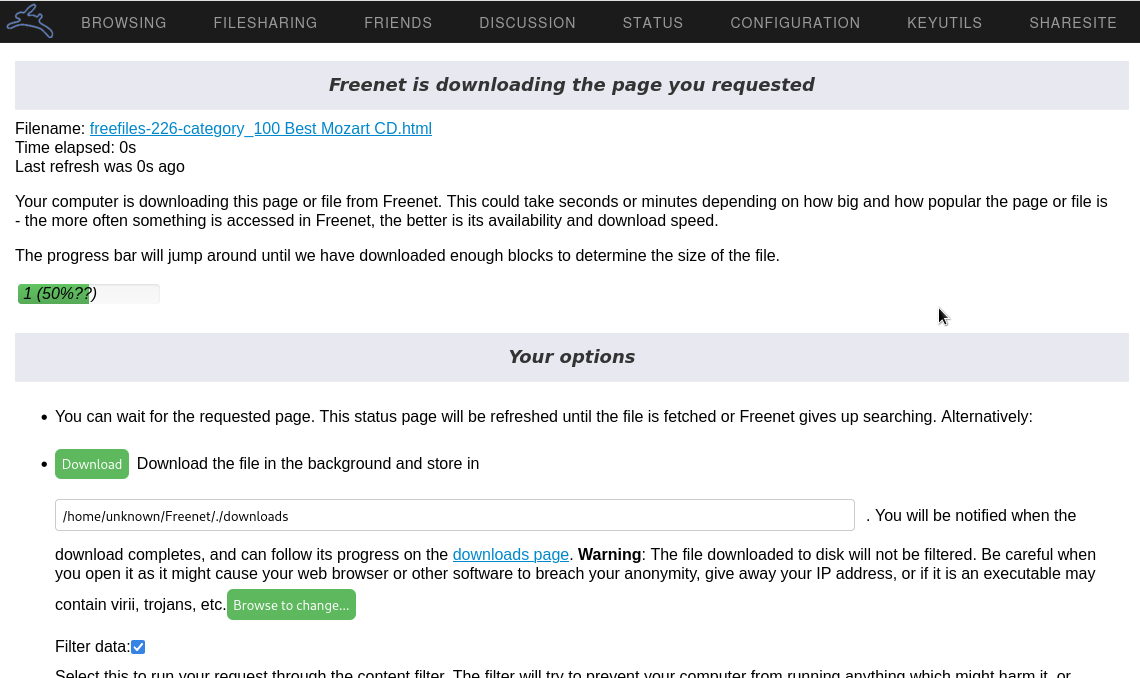 BROWSING FILESHARING FRIENDS DISCUSSION STATUS CONFIGURATION KEYUTILS SHARESITE
Freenet is downloading the page you requested
Filename: freefiles-226-category_100 Best Mozart CD.html
Time elapsed: 0s
Last refresh was 0s ago
Your computer is downloading this page or file from Freenet. This could take seconds or minutes depending on how big and how popular the page or file is
- the more often something is accessed in Freenet, the better is its availability and download speed.
The progress bar will jump around until we have downloaded enough blocks to determine the size of the file.
1 (50%??)
Your options
• You can wait for the requested page. This status page will be refreshed until the file is fetched or Freenet gives up searching. Alternatively:
• Download Download the file in the background and store in
/home/unknown/Freenet/./downloads . You will be notified when the
download completes, and can follow its progress on the downloads page. Warning: The file downloaded to disk will not be filtered. Be careful when
you open it as it might cause your web browser or other software to breach your anonymity, give away your IP address, or if it is an executable may
contain virii, trojans, etc. Browse to change...
Filter data:
Select this to run your request through the content filter. The filter will try to prevent your computer from running anything which might harm it, or